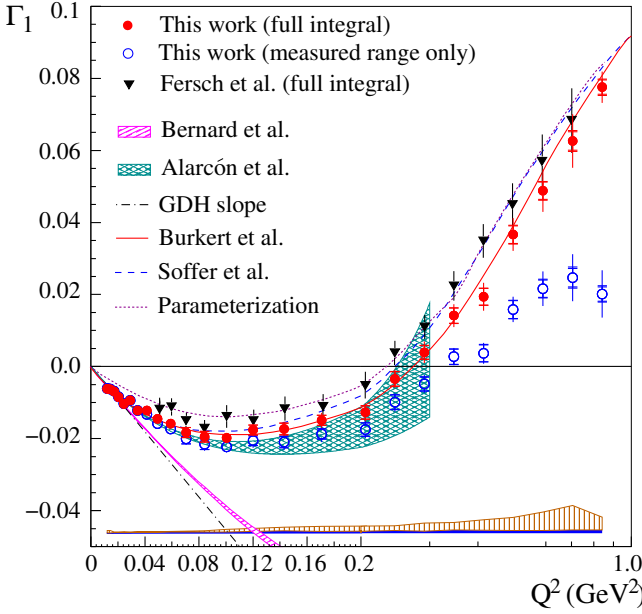 Γ1
0.1
This work (full integral)
This work (measured range only)
0.08
Fersch et al. (full integral)
Bernard et al.
0.06
Alarcón et al.
GDH slope
0.04
Burkert et al.
Soffer et al.
0.02
Parameterization
0.0
−0.02
−0.04
0 0.04 0.08 0.12 0.16 0.2 1.0
Q² (GeV²)